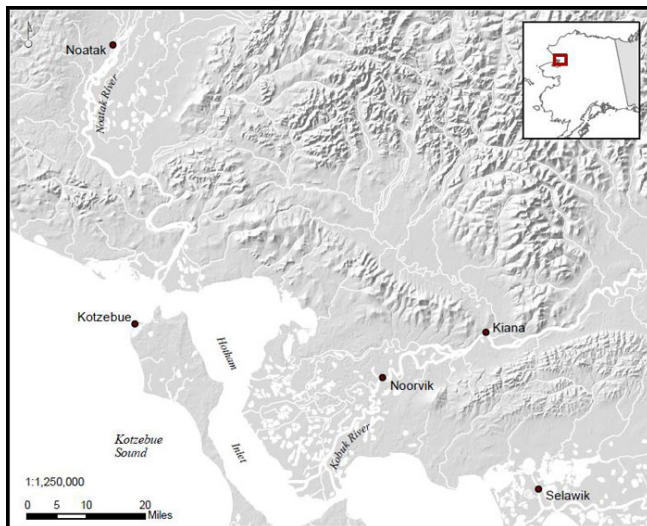 Noatak
Noatak River
Kotzebue
Hotham
Inlet
Kiana
Noorvik
Kobuk River
Kotzebue
Sound
Selawik
1:1,250,000
0 5 10 20
Miles